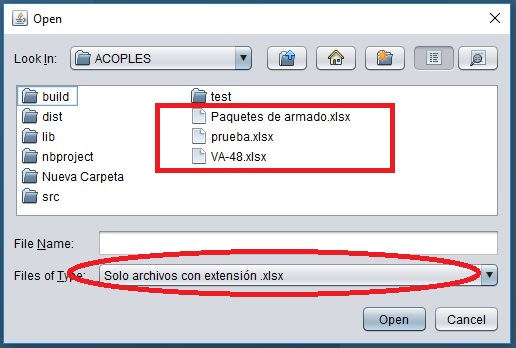 Open
Look In: ACOPLES
build
dist
lib
nbproject
Nueva Carpeta
src
test
Paquetes de armado.xlsx
prueba.xlsx
VA-48.xlsx
File Name:
Files of Type: Solo archivos con extensión .xlsx
Open Cancel